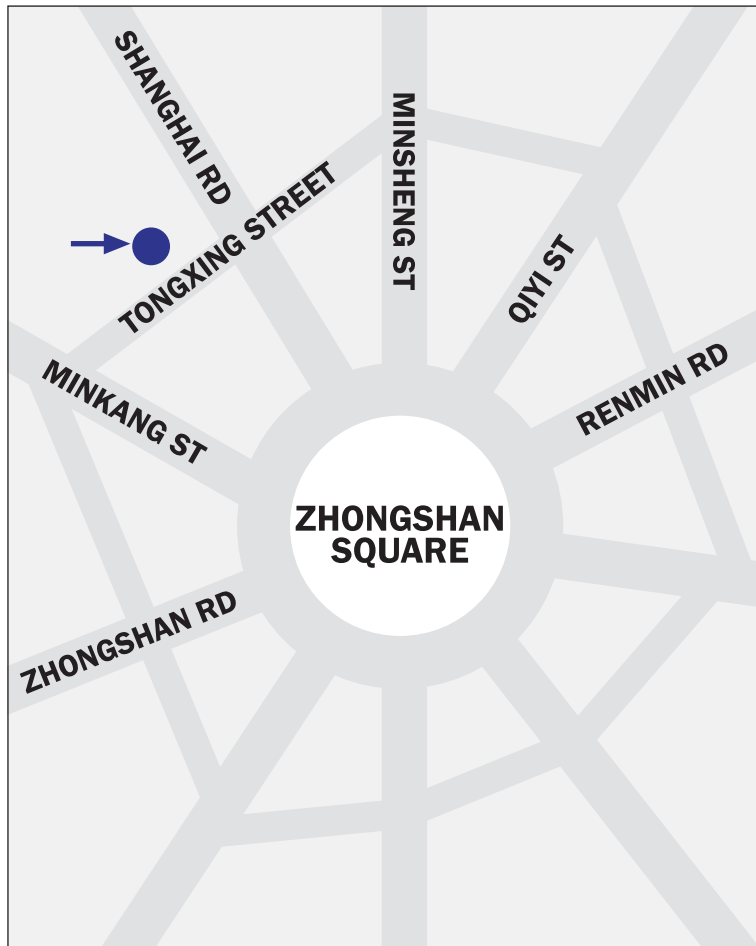 SHANGHAI RD
MINSHENG ST
TONGXING STREET
QIYI ST
RENMIN RD
MINKANG ST
ZHONGSHAN
SQUARE
ZHONGSHAN RD